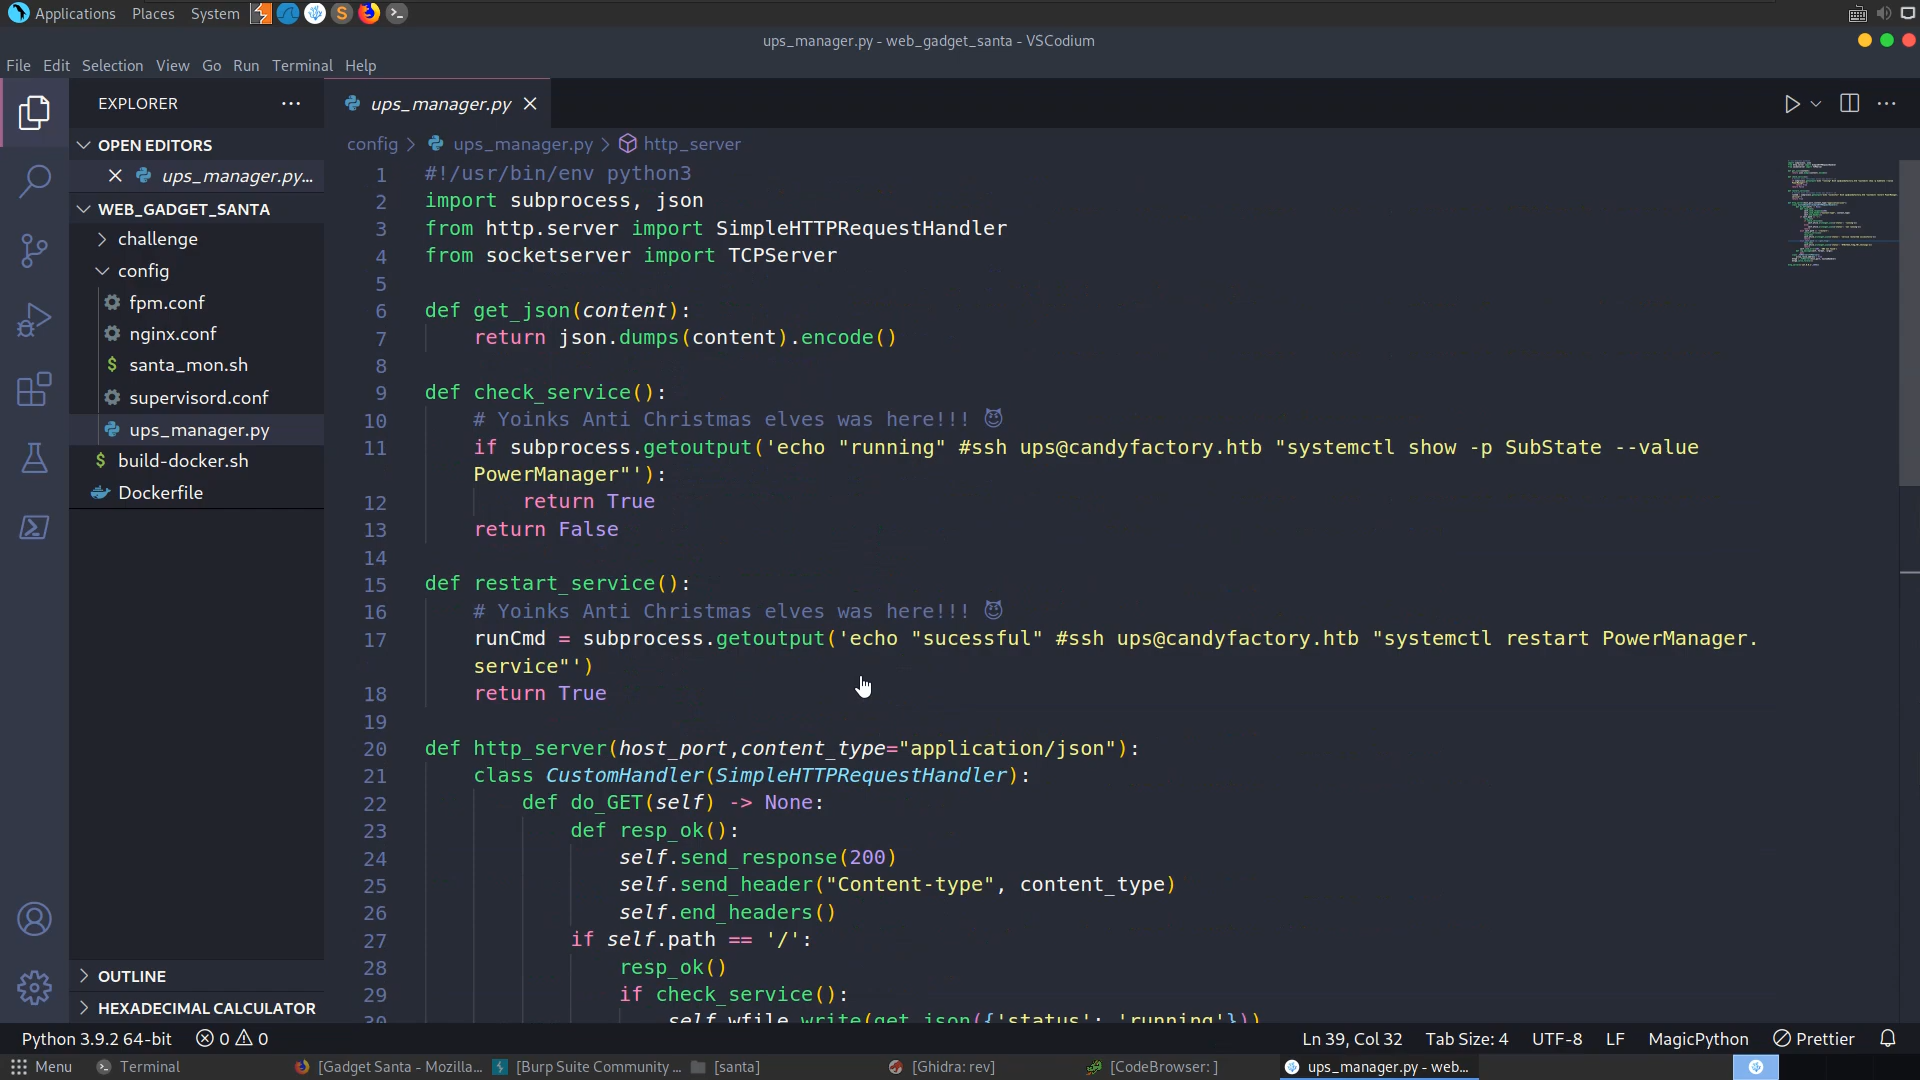 Applications Places System
ups_manager.py - web_gadget_santa - VSCodium
File Edit Selection View Go Run Terminal Help
EXPLORER
OPEN EDITORS
ups_manager.py...
WEB_GADGET_SANTA
challenge
config
fpm.conf
nginx.conf
santa_mon.sh
supervisord.conf
ups_manager.py
build-docker.sh
Dockerfile
OUTLINE
HEXADECIMAL CALCULATOR
ups_manager.py
config > ups_manager.py > http_server
1 #!/usr/bin/env python3
2 import subprocess, json
3 from http.server import SimpleHTTPRequestHandler
4 from socketserver import TCPServer
5
6 def get_json(content):
7 return json.dumps(content).encode()
8
9 def check_service():
10 # Yoinks Anti Christmas elves was here!!! 😈
11 if subprocess.getoutput('echo "running" #ssh ups@candyfactory.htb "systemctl show -p SubState --value
PowerManager"'):
12 return True
13 return False
14
15 def restart_service():
16 # Yoinks Anti Christmas elves was here!!! 😈
17 runCmd = subprocess.getoutput('echo "sucessful" #ssh ups@candyfactory.htb "systemctl restart PowerManager.
service"')
18 return True
19
20 def http_server(host_port,content_type="application/json"):
21 class CustomHandler(SimpleHTTPRequestHandler):
22 def do_GET(self) -> None:
23 def resp_ok():
24 self.send_response(200)
25 self.send_header("Content-type", content_type)
26 self.end_headers()
27 if self.path == '/':
28 resp_ok()
29 if check_service():
30 self.wfile.write(get_json({'status': 'running'}))
Python 3.9.2 64-bit 0 0 Ln 39, Col 32 Tab Size: 4 UTF-8 LF MagicPython Prettier
Menu Terminal [Gadget Santa - Mozilla... [Burp Suite Community ... [santa] [Ghidra: rev] [CodeBrowser: ] ups_manager.py - web...